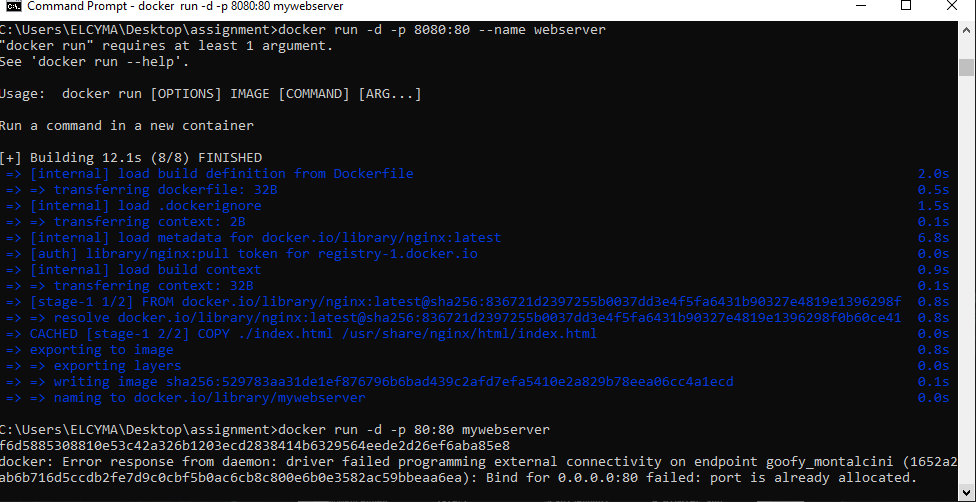 Command Prompt - docker run -d -p 8080:80 mywebserver
C:\Users\ELCYMA\Desktop\assignment>docker run -d -p 8080:80 --name webserver
"docker run" requires at least 1 argument.
See 'docker run --help'.
Usage:  docker run [OPTIONS] IMAGE [COMMAND] [ARG...]
Run a command in a new container
[+] Building 12.1s (8/8) FINISHED
=> [internal] load build definition from Dockerfile 2.0s
=> => transferring dockerfile: 32B 0.5s
=> [internal] load .dockerignore 1.5s
=> => transferring context: 2B 0.1s
=> [internal] load metadata for docker.io/library/nginx:latest 6.8s
=> [auth] library/nginx:pull token for registry-1.docker.io 0.0s
=> [internal] load build context 0.9s
=> => transferring context: 32B 0.1s
=> [stage-1 1/2] FROM docker.io/library/nginx:latest@sha256:836721d2397255b0037dd3e4f5fa6431b90327e4819e1396298f 0.8s
=> => resolve docker.io/library/nginx:latest@sha256:836721d2397255b0037dd3e4f5fa6431b90327e4819e1396298f0b60ce41 0.8s
=> CACHED [stage-1 2/2] COPY ./index.html /usr/share/nginx/html/index.html 0.0s
=> exporting to image 0.8s
=> => exporting layers 0.0s
=> => writing image sha256:529783aa31de1ef876796b6bad439c2afd7efa5410e2a829b78eea06cc4a1ecd 0.1s
=> => naming to docker.io/library/mywebserver 0.0s
C:\Users\ELCYMA\Desktop\assignment>docker run -d -p 80:80 mywebserver
f6d5885308810e53c42a326b1203ecd2838414b6329564eede2d26ef6aba85e8
docker: Error response from daemon: driver failed programming external connectivity on endpoint goofy_montalcini (1652a2
ab6b716d5ccdb2fe7d9c0cbf5b0ac6cb8c800e6b0e3582ac59bbeaa6ea): Bind for 0.0.0.0:80 failed: port is already allocated.